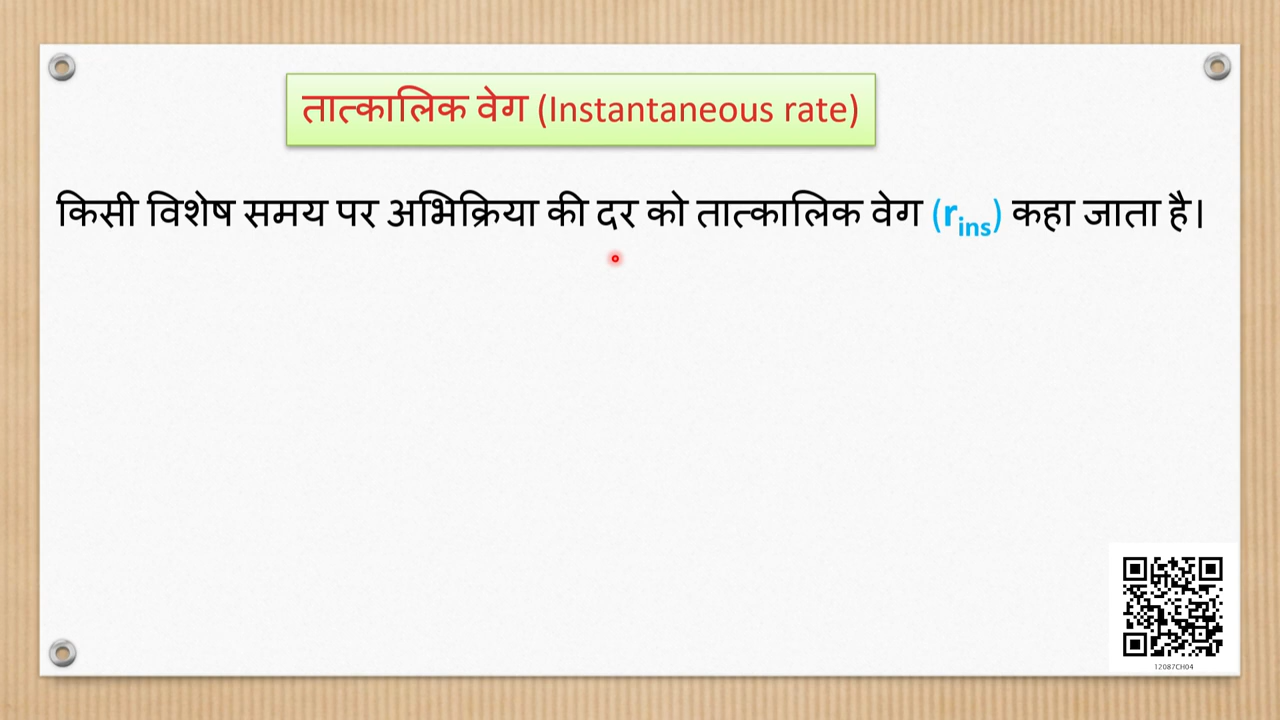 तात्कालिक वेग (Instantaneous rate)
किसी विशेष समय पर अभिक्रिया की दर को तात्कालिक वेग (rins) कहा जाता है।
12087CH04